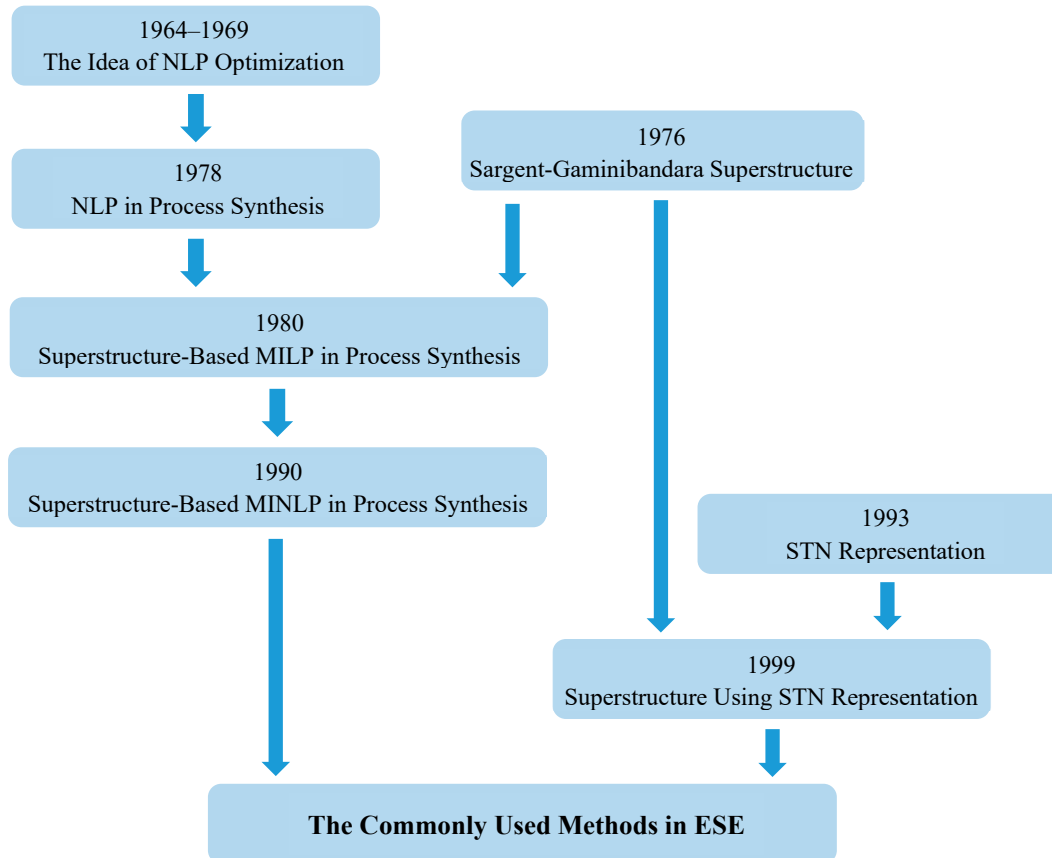 1964–1969
The Idea of NLP Optimization
1976
Sargent-Gaminibandara Superstructure
1978
NLP in Process Synthesis
1980
Superstructure-Based MILP in Process Synthesis
1990
Superstructure-Based MINLP in Process Synthesis
1993
STN Representation
1999
Superstructure Using STN Representation
The Commonly Used Methods in ESE